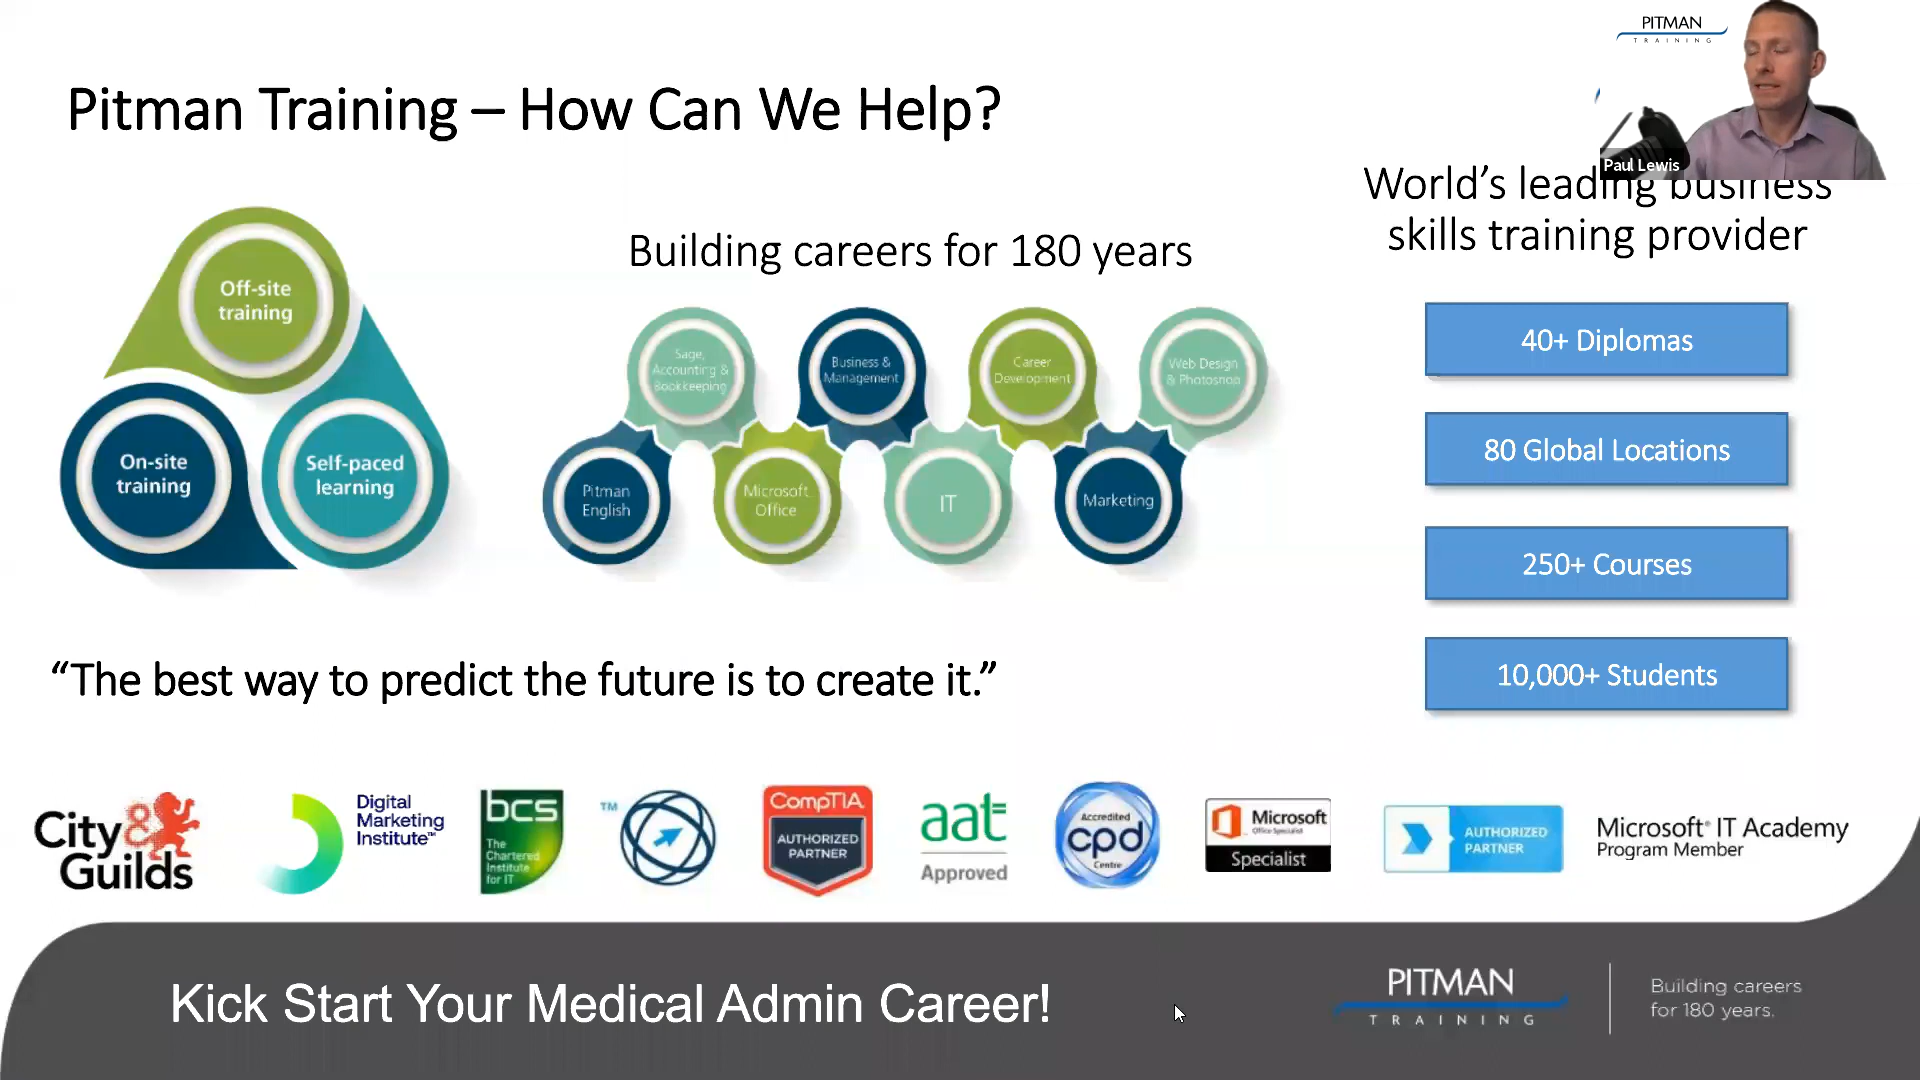 PITMAN
TRAINING
Paul Lewis
Pitman Training – How Can We Help?
World's leading business
skills training provider
Building careers for 180 years
Off-site
training
On-site
training
Self-paced
learning
Sage,
Accounting &
Bookkeeping
Business &
Management
Career
Development
Web Design
& Photoshop
Pitman
English
Microsoft
Office
IT
Marketing
40+ Diplomas
80 Global Locations
250+ Courses
10,000+ Students
“The best way to predict the future is to create it.”
City&
Guilds
Digital
Marketing
Institute™
bcs
The
Chartered
Institute
for IT
TM
CompTIA
AUTHORIZED
PARTNER
aat
Approved
Accredited
cpd
Centre
Microsoft
Office Specialist
Specialist
AUTHORIZED
PARTNER
Microsoft® IT Academy
Program Member
Kick Start Your Medical Admin Career!
PITMAN
TRAINING
Building careers
for 180 years.